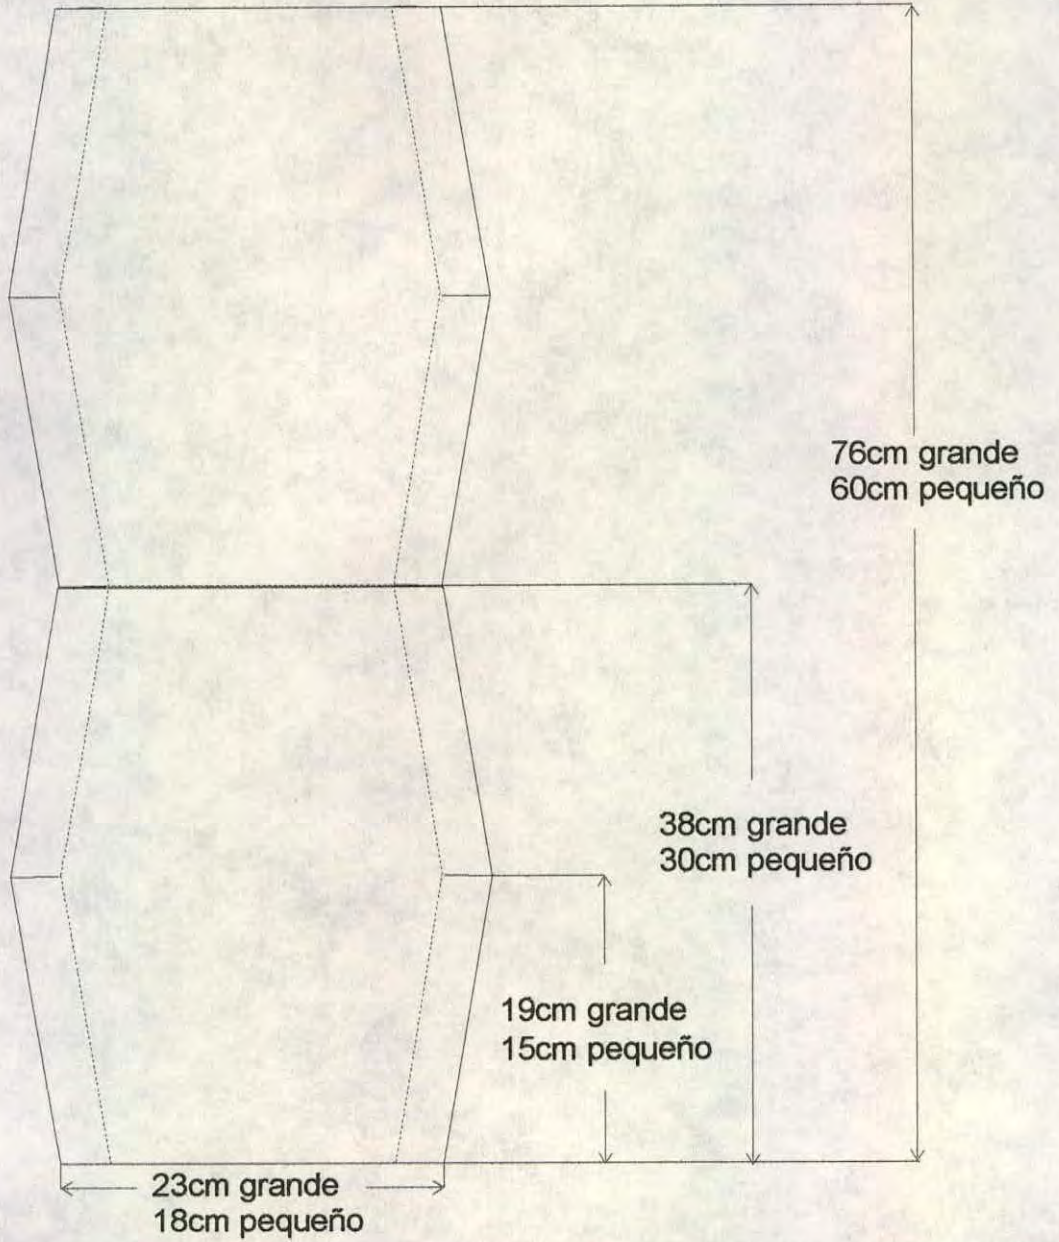 76cm grande
60cm pequeño
38cm grande
30cm pequeño
19cm grande
15cm pequeño
23cm grande
18cm pequeño